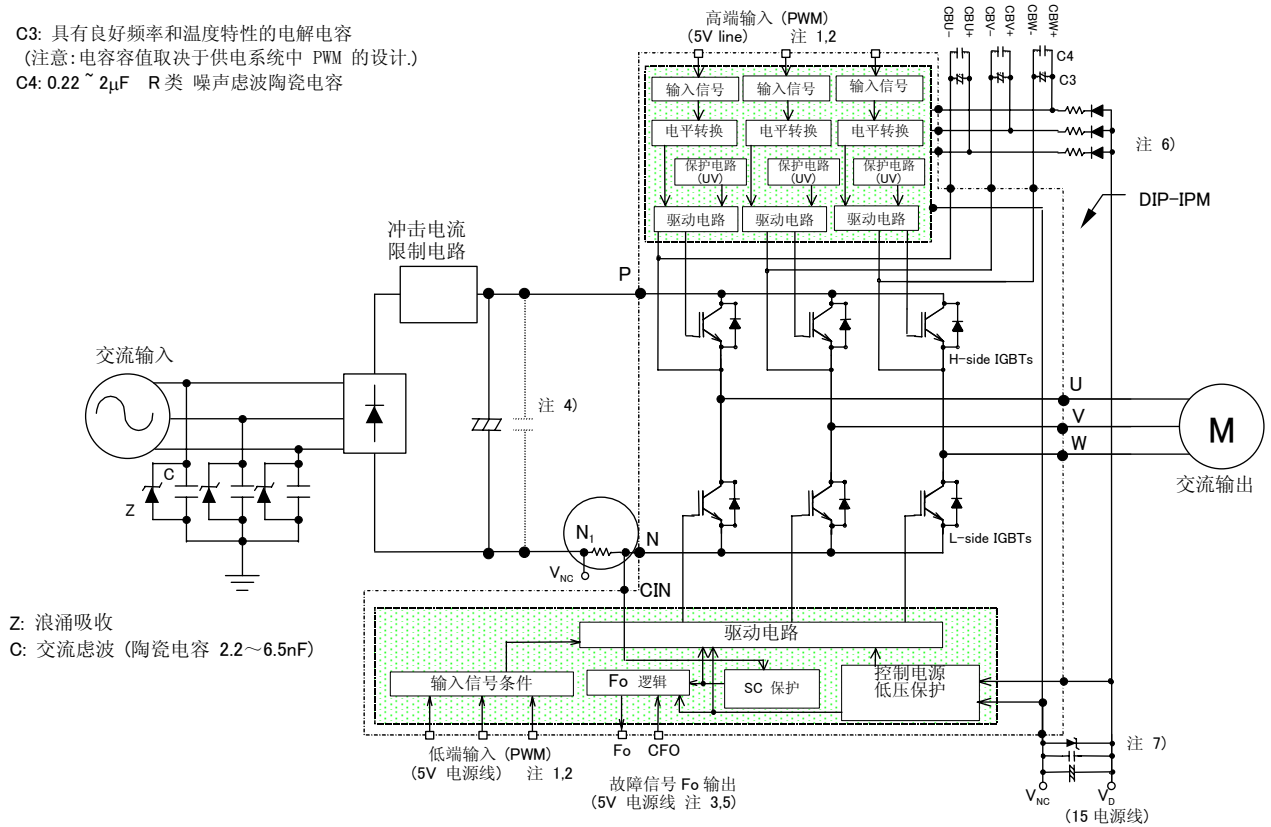 C3: 具有良好频率和温度特性的电解电容
(注意:电容容值取决于供电系统中 PWM 的设计.)
C4: 0.22 ~ 2μF R类 噪声虑波陶瓷电容
高端输入 (PWM)
(5V line) 注 1,2
CBU-
CBU+
CBV-
CBV+
CBW-
CBW+
C4
C3
输入信号 输入信号 输入信号
电平转换 电平转换 电平转换
保护电路 (UV) 保护电路 (UV) 保护电路 (UV)
驱动电路 驱动电路 驱动电路
注 6)
DIP-IPM
冲击电流
限制电路
P
H-side IGBTs
交流输入
注 4)
U
V
W
M
交流输出
C
Z
N1
N
VNC
CIN
L-side IGBTs
Z: 浪涌吸收
C: 交流虑波 (陶瓷电容 2.2~6.5nF)
驱动电路
输入信号条件
Fo 逻辑
SC 保护
控制电源
低压保护
低端输入 (PWM)
(5V 电源线) 注 1,2
Fo CFO
故障信号 Fo 输出
(5V 电源线 注 3,5)
注 7)
VNC VD
(15 电源线)